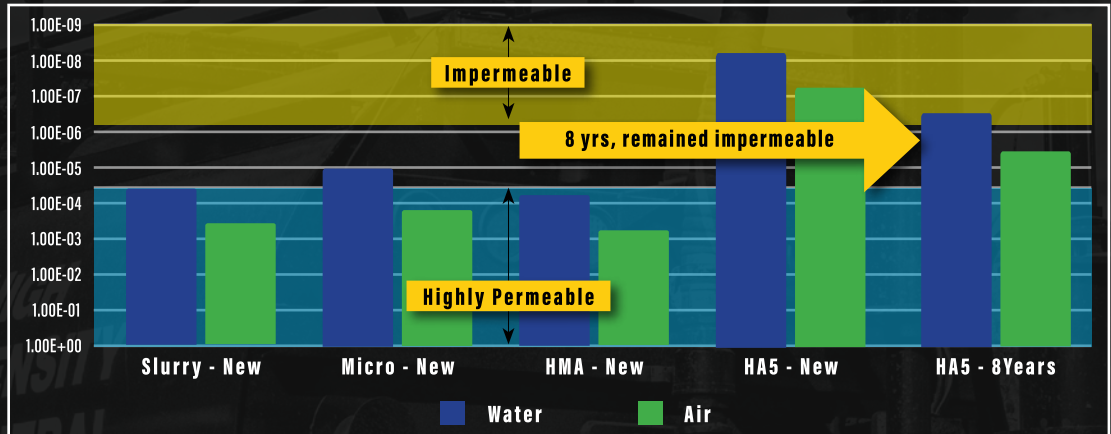 1.00E-09
1.00E-08
1.00E-07
1.00E-06
1.00E-05
1.00E-04
1.00E-03
1.00E-02
1.00E-01
1.00E+00
Impermeable
8 yrs, remained impermeable
Highly Permeable
Slurry - New
Micro - New
HMA - New
HA5 - New
HA5 - 8Years
Water
Air